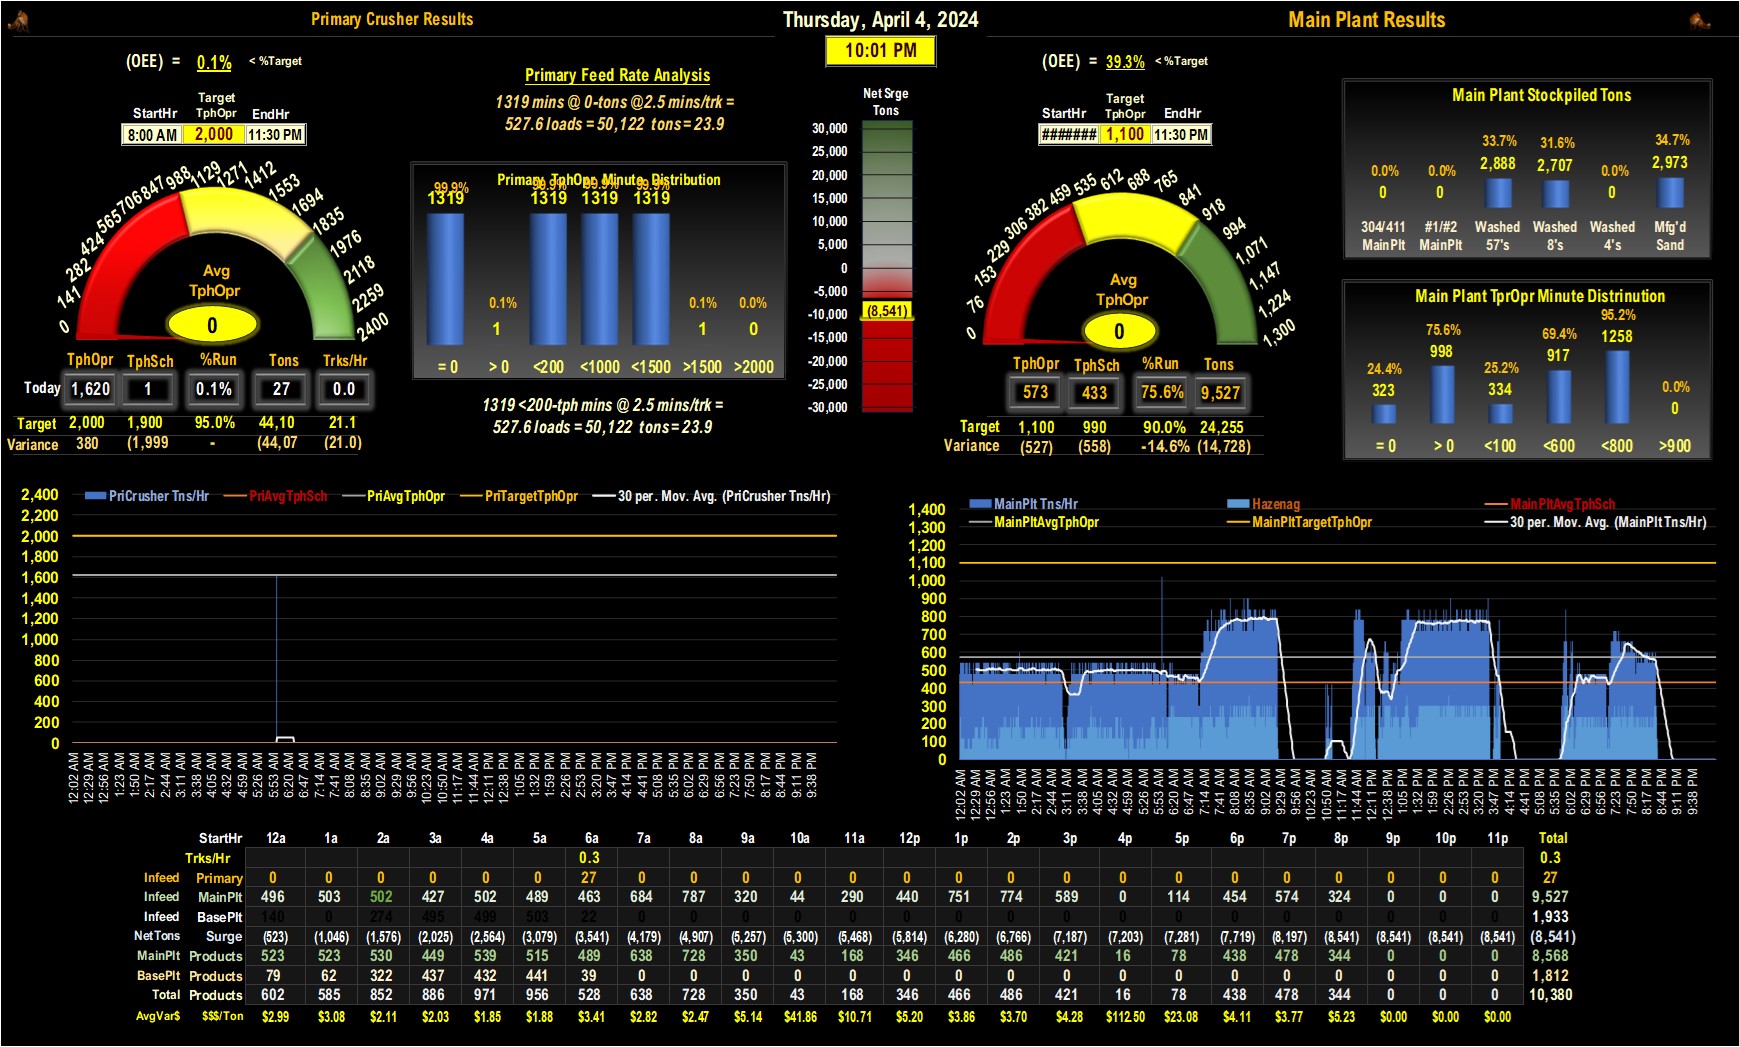 Primary Crusher Results
Thursday, April 4, 2024
Main Plant Results
10:01 PM
(OEE) = 0.1% < %Target
StartHr Target TphOpr EndHr
8:00 AM 2,000 11:30 PM
0 141 282 424 565 706 847 988 1129 1271 1412 1553 1694 1835 1976 2118 2259 2400
Avg
TphOpr
0
TphOpr TphSch %Run Tons Trks/Hr
Today 1,620 1 0.1% 27 0.0
Target 2,000 1,900 95.0% 44,10 21.1
Variance 380 (1,999 - (44,07 (21.0)
Primary Feed Rate Analysis
1319 mins @ 0-tons @2.5 mins/trk =
527.6 loads = 50,122 tons = 23.9
Primary TphOpr Minute Distribution
99.9% 99.9% 99.9% 99.9%
1319 1319 1319 1319
0.1% 0.1% 0.0%
1 1 0
= 0 > 0 <200 <1000 <1500 >1500 >2000
1319 <200-tph mins @ 2.5 mins/trk =
527.6 loads = 50,122 tons = 23.9
Net Srge
Tons
30,000
25,000
20,000
15,000
10,000
5,000
0
-5,000
(8,541)
-10,000
-15,000
-20,000
-25,000
-30,000
(OEE) = 39.3% < %Target
StartHr Target TphOpr EndHr
####### 1,100 11:30 PM
0 76 153 229 306 382 459 535 612 688 765 841 918 994 1,071 1,147 1,224 1,300
Avg
TphOpr
0
TphOpr TphSch %Run Tons
573 433 75.6% 9,527
Target 1,100 990 90.0% 24,255
Variance (527) (558) -14.6% (14,728)
Main Plant Stockpiled Tons
0.0% 0.0% 33.7% 31.6% 0.0% 34.7%
0 0 2,888 2,707 0 2,973
304/411 #1/#2 Washed Washed Washed Mfg'd
MainPlt MainPlt 57's 8's 4's Sand
Main Plant TprOpr Minute Distrinution
24.4% 75.6% 25.2% 69.4% 95.2% 0.0%
323 998 334 917 1258 0
= 0 > 0 <100 <600 <800 >900
PriCrusher Tns/Hr PriAvgTphSch PriAvgTphOpr PriTargetTphOpr 30 per. Mov. Avg. (PriCrusher Tns/Hr)
2,400
2,200
2,000
1,800
1,600
1,400
1,200
1,000
800
600
400
200
0
12:02 AM 12:29 AM 12:56 AM 1:23 AM 1:50 AM 2:17 AM 2:44 AM 3:11 AM 3:38 AM 4:05 AM 4:32 AM 4:59 AM 5:26 AM 5:53 AM 6:20 AM 6:47 AM 7:14 AM 7:41 AM 8:08 AM 8:35 AM 9:02 AM 9:29 AM 9:56 AM 10:23 AM 10:50 AM 11:17 AM 11:44 AM 12:11 PM 12:38 PM 1:05 PM 1:32 PM 1:59 PM 2:26 PM 2:53 PM 3:20 PM 3:47 PM 4:14 PM 4:41 PM 5:08 PM 5:35 PM 6:02 PM 6:29 PM 6:56 PM 7:23 PM 7:50 PM 8:17 PM 8:44 PM 9:11 PM 9:38 PM
MainPlt Tns/Hr Hazenag MainPltAvgTphSch
MainPltAvgTphOpr MainPltTargetTphOpr 30 per. Mov. Avg. (MainPlt Tns/Hr)
1,400
1,300
1,200
1,100
1,000
900
800
700
600
500
400
300
200
100
0
12:02 AM 12:29 AM 12:56 AM 1:23 AM 1:50 AM 2:17 AM 2:44 AM 3:11 AM 3:38 AM 4:05 AM 4:32 AM 4:59 AM 5:26 AM 5:53 AM 6:20 AM 6:47 AM 7:14 AM 7:41 AM 8:08 AM 8:35 AM 9:02 AM 9:29 AM 9:56 AM 10:23 AM 10:50 AM 11:17 AM 11:44 AM 12:11 PM 12:38 PM 1:05 PM 1:32 PM 1:59 PM 2:26 PM 2:53 PM 3:20 PM 3:47 PM 4:14 PM 4:41 PM 5:08 PM 5:35 PM 6:02 PM 6:29 PM 6:56 PM 7:23 PM 7:50 PM 8:17 PM 8:44 PM 9:11 PM 9:38 PM
StartHr 12a 1a 2a 3a 4a 5a 6a 7a 8a 9a 10a 11a 12p 1p 2p 3p 4p 5p 6p 7p 8p 9p 10p 11p Total
Trks/Hr 0.3 0.3
Infeed Primary 0 0 0 0 0 0 27 0 0 0 0 0 0 0 0 0 0 0 0 0 0 0 0 0 27
Infeed MainPlt 496 503 502 427 502 489 463 684 787 320 44 290 440 751 774 589 0 114 454 574 324 0 0 0 9,527
Infeed BasePlt 140 0 274 495 499 503 22 0 0 0 0 0 0 0 0 0 0 0 0 0 0 0 0 0 1,933
NetTons Surge (523) (1,046) (1,576) (2,025) (2,564) (3,079) (3,541) (4,179) (4,907) (5,257) (5,300) (5,468) (5,814) (6,280) (6,766) (7,187) (7,203) (7,281) (7,719) (8,197) (8,541) (8,541) (8,541) (8,541) (8,541)
MainPlt Products 523 523 530 449 539 515 489 638 728 350 43 168 346 466 486 421 16 78 438 478 344 0 0 0 8,568
BasePlt Products 79 62 322 437 432 441 39 0 0 0 0 0 0 0 0 0 0 0 0 0 0 0 0 0 1,812
Total Products 602 585 852 886 971 956 528 638 728 350 43 168 346 466 486 421 16 78 438 478 344 0 0 0 10,380
AvgVar$ $$$/Ton $2.99 $3.08 $2.11 $2.03 $1.85 $1.88 $3.41 $2.82 $2.47 $5.14 $41.86 $10.71 $5.20 $3.86 $3.70 $4.28 $112.50 $23.08 $4.11 $3.77 $5.23 $0.00 $0.00 $0.00